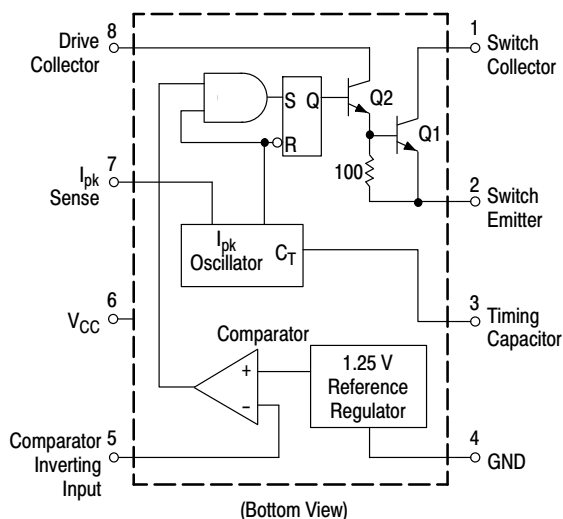 Drive
Collector
8
1
Switch
Collector
S
Q
R
Q2
Q1
100
Ipk
Sense
7
2
Switch
Emitter
Ipk
Oscillator
CT
6
VCC
3
Timing
Capacitor
Comparator
+
–
1.25 V
Reference
Regulator
Comparator
Inverting
Input
5
4
GND
(Bottom View)